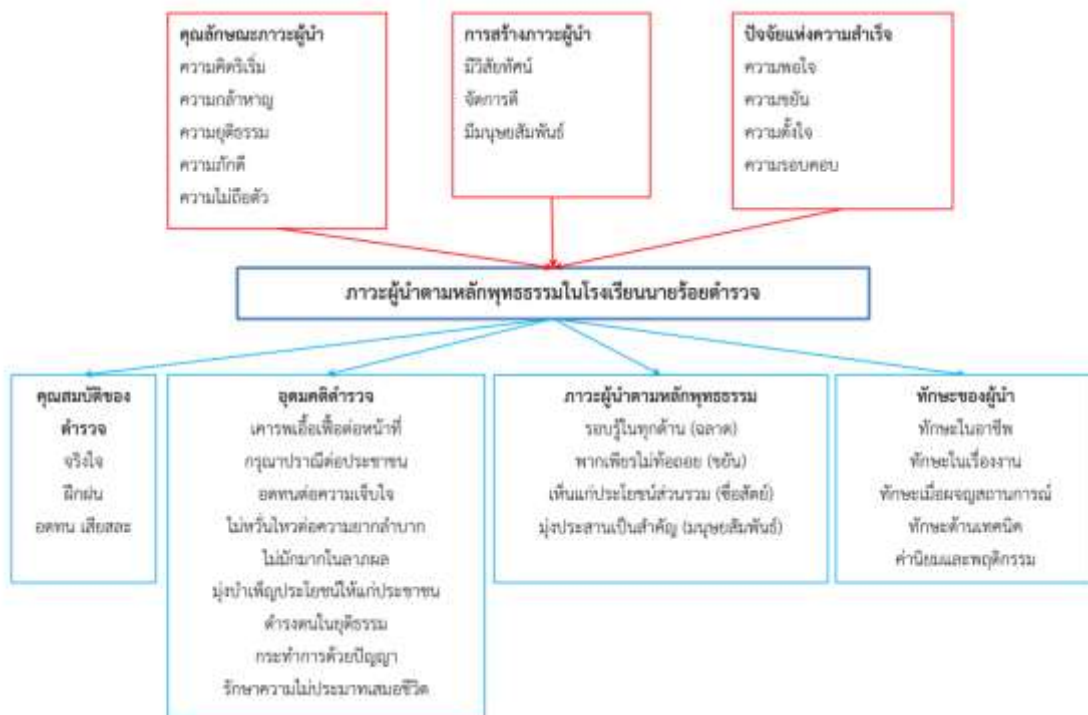 คุณลักษณะภาวะผู้นำ
ความคิดริเริ่ม
ความกล้าหาญ
ความยุติธรรม
ความภักดี
ความไม่ถือตัว
การสร้างภาวะผู้นำ
มีวิสัยทัศน์
จัดการดี
มีมนุษยสัมพันธ์
ปัจจัยแห่งความสำเร็จ
ความพอใจ
ความขยัน
ความตั้งใจ
ความรอบคอบ
ภาวะผู้นำตามหลักพุทธธรรมในโรงเรียนนายร้อยตำรวจ
คุณสมบัติของ
ตำรวจ
จริงใจ
ฝึกฝน
อดทน เสียสละ
อุดมคติตำรวจ
เคารพเอื้อเฟื้อต่อหน้าที่
กรุณาปราณีต่อประชาชน
อดทนต่อความเจ็บใจ
ไม่หวั่นไหวต่อความยากลำบาก
ไม่มักมากในลาภผล
มุ่งบำเพ็ญประโยชน์ให้แก่ประชาชน
ดำรงตนในยุติธรรม
กระทำการด้วยปัญญา
รักษาความไม่ประมาทเสมอชีวิต
ภาวะผู้นำตามหลักพุทธธรรม
รอบรู้ในทุกด้าน (ฉลาด)
พากเพียรไม่ท้อถอย (ขยัน)
เห็นแก่ประโยชน์ส่วนรวม (ซื่อสัตย์)
มุ่งประสานเป็นสำคัญ (มนุษยสัมพันธ์)
ทักษะของผู้นำ
ทักษะในอาชีพ
ทักษะในเรื่องงาน
ทักษะเมื่อผจญสถานการณ์
ทักษะด้านเทคนิค
ค่านิยมและพฤติกรรม